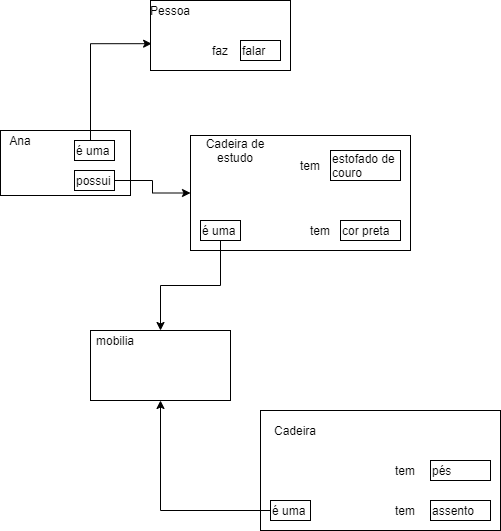 Pessoa
faz falar
Ana
é uma
possui
Cadeira de
estudo
tem estofado de
couro
é uma
tem cor preta
mobilia
Cadeira
tem pés
é uma
tem assento